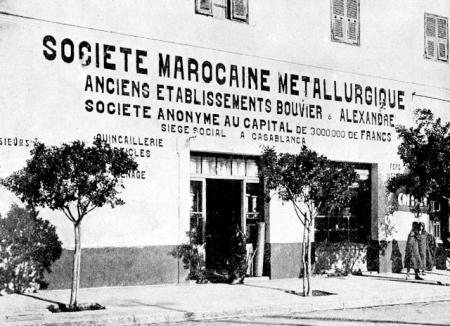 SOCIETE MAROCAINE METALLURGIQUE
ANCIENS ETABLISSEMENTS BOUVIER & ALEXANDRE
SOCIETE ANONYME AU CAPITAL DE 3000000 DE FRANCS
SIEGE SOCIAL A CASABLANCA
QUINCAILLERIE